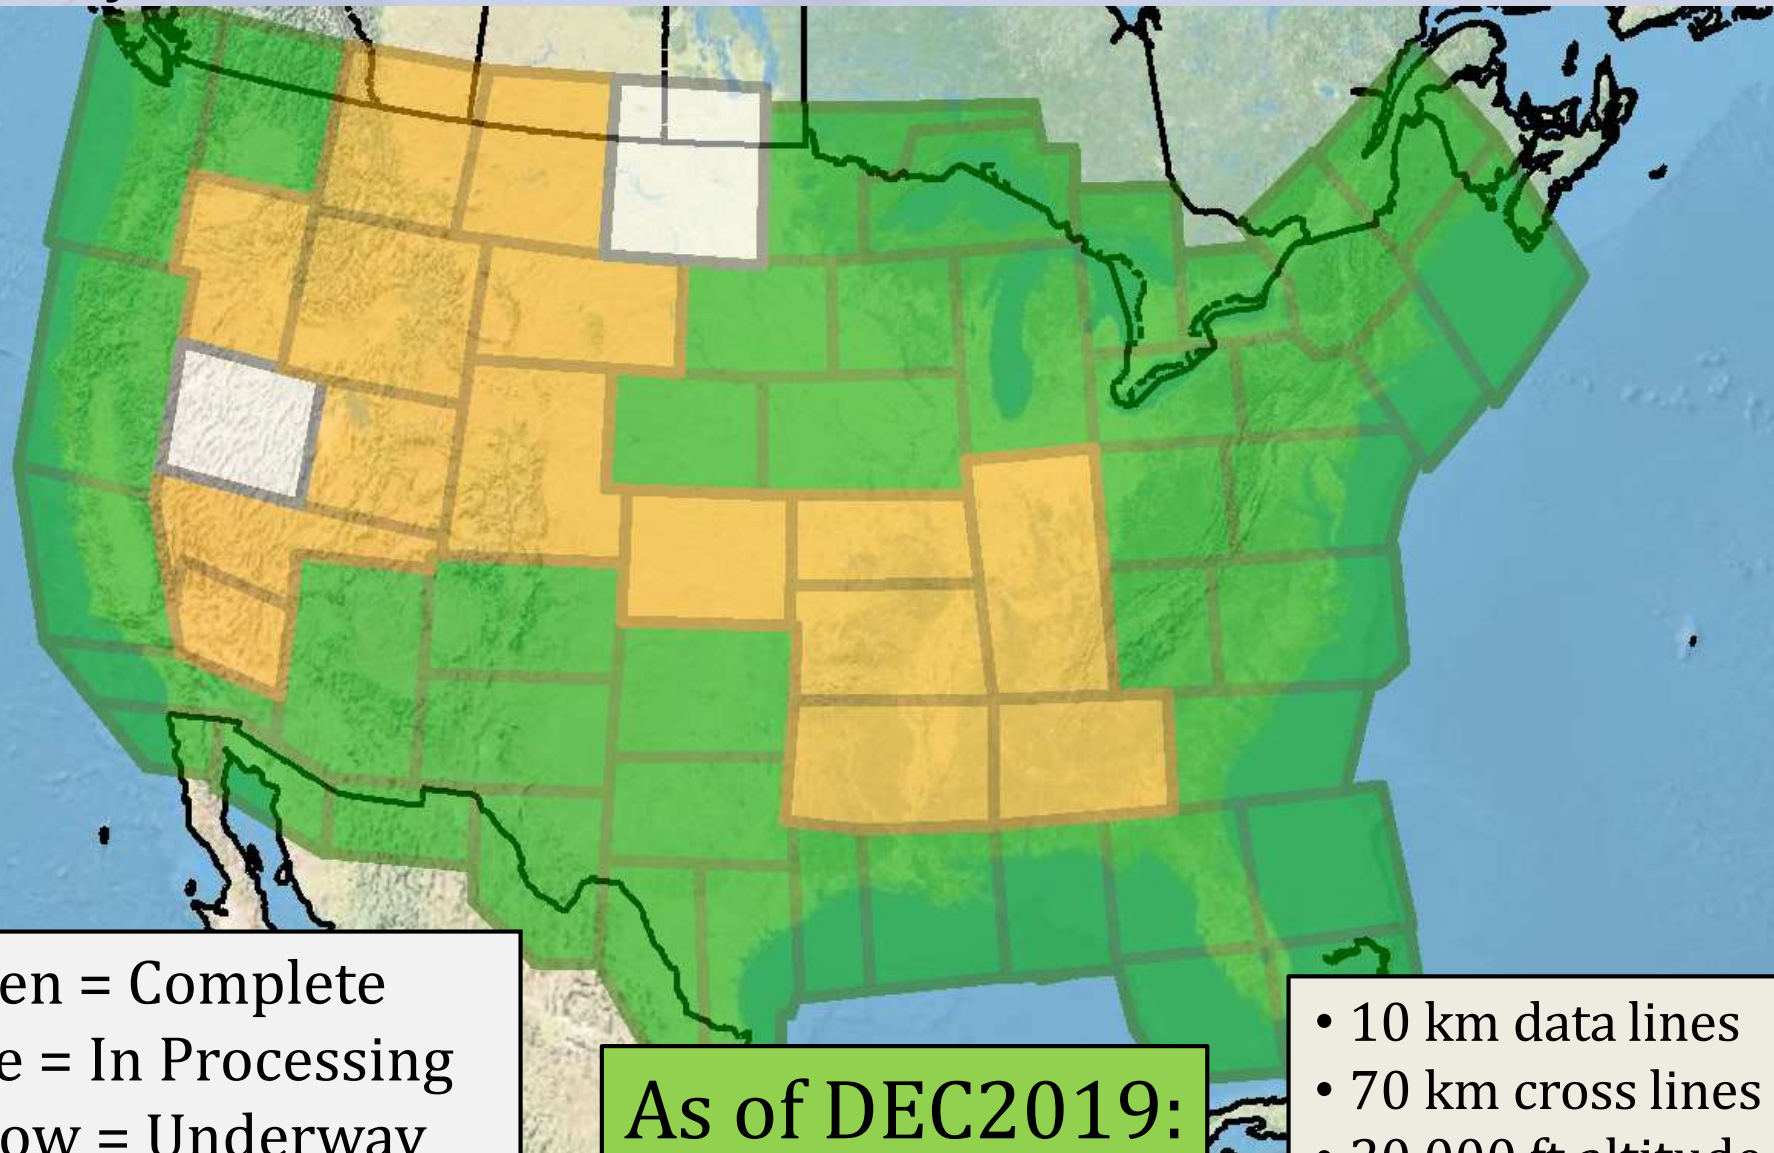 en = Complete
e = In Processing
ow = Underway
As of DEC2019:
• 10 km data lines
• 70 km cross lines